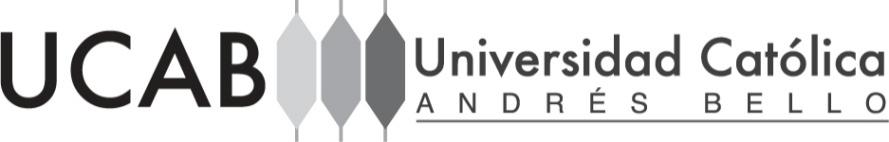 UCAB
Universidad Católica
ANDRÉS BELLO